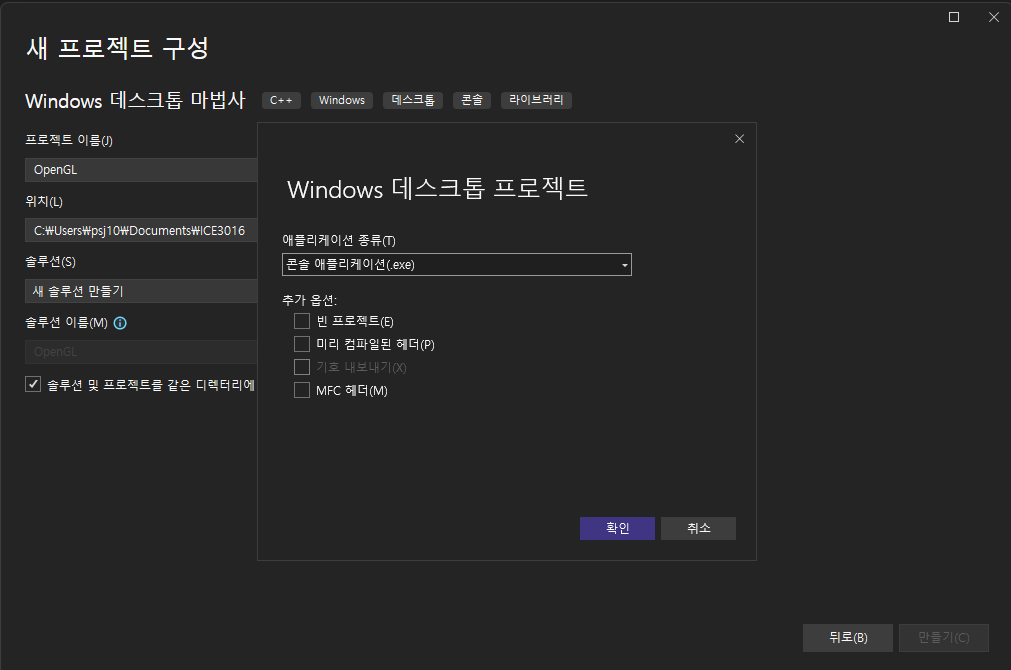 새 프로젝트 구성
Windows 데스크톱 마법사 C++ Windows 데스크톱 콘솔 라이브러리
프로젝트 이름(J)
OpenGL
위치(L)
C:₩Users₩psj10₩Documents₩ICE3016
솔루션(S)
새 솔루션 만들기
솔루션 이름(M)
OpenGL
솔루션 및 프로젝트를 같은 디렉터리에
Windows 데스크톱 프로젝트
애플리케이션 종류(T)
콘솔 애플리케이션(.exe)
추가 옵션:
빈 프로젝트(E)
미리 컴파일된 헤더(P)
기호 내보내기(X)
MFC 헤더(M)
확인 취소
뒤로(B) 만들기(C)